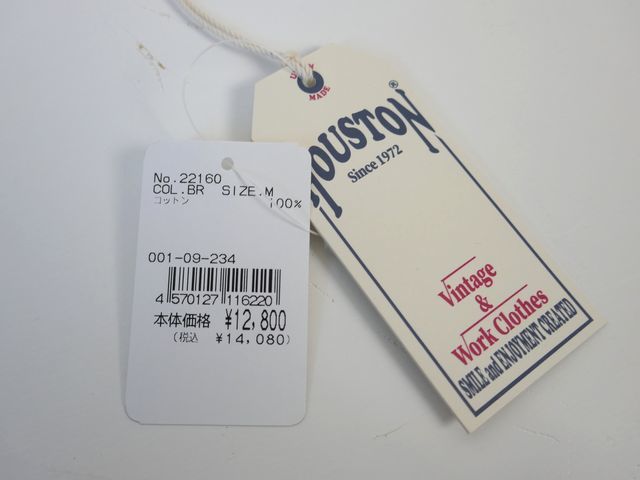 No.22160
COL.BR SIZE.M
コットン 100%
001-09-234
4 570127 116220
本体価格 ¥12,800
(税込 ¥14,080)
MADE
HOUSTON®
Since 1972
Vintage
&
Work Clothes
SMILE and ENJOYMENT CREATED